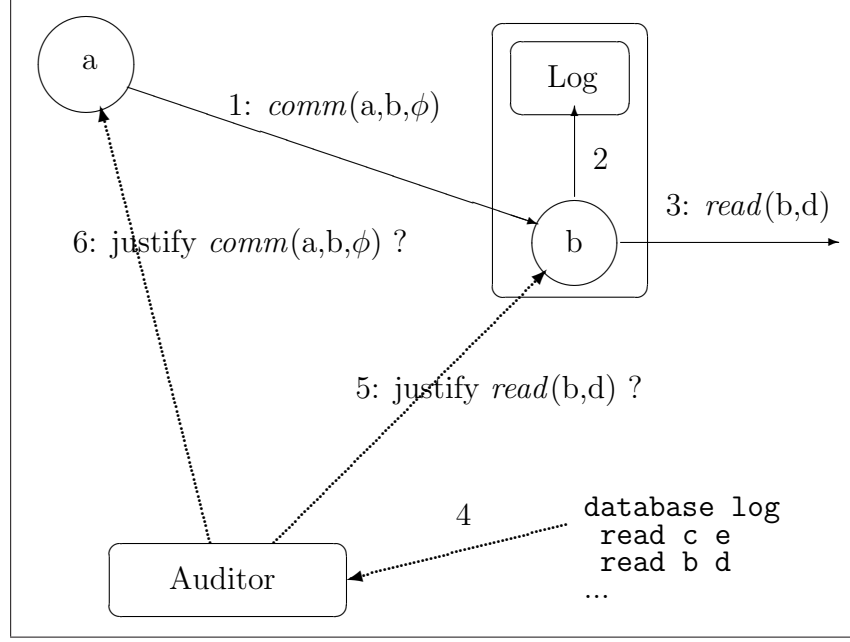 a
Log
1: comm(a,b,ϕ)
2
3: read(b,d)
b
6: justify comm(a,b,ϕ) ?
5: justify read(b,d) ?
4
database log
read c e
read b d
...
Auditor